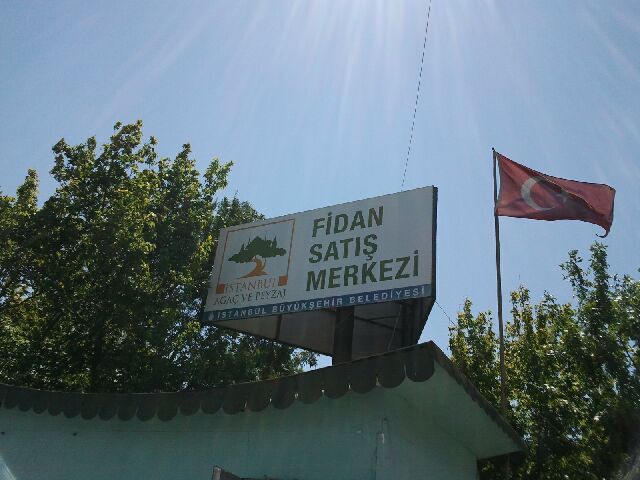 FİDAN
SATIŞ
MERKEZİ
İSTANBUL
AĞAÇ VE PEYZAJ
İSTANBUL BÜYÜKŞEHİR BELEDİYESİ